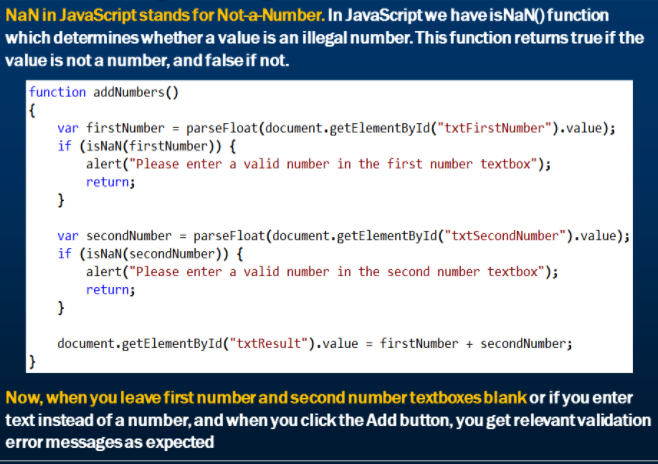 NaN in JavaScript stands for Not-a-Number. In JavaScript we have isNaN() function
which determines whether a value is an illegal number. This function returns true if the
value is not a number, and false if not.
function addNumbers()
{
    var firstNumber = parseFloat(document.getElementById("txtFirstNumber").value);
    if (isNaN(firstNumber)) {
        alert("Please enter a valid number in the first number textbox");
        return;
    }
    var secondNumber = parseFloat(document.getElementById("txtSecondNumber").value);
    if (isNaN(secondNumber)) {
        alert("Please enter a valid number in the second number textbox");
        return;
    }
    document.getElementById("txtResult").value = firstNumber + secondNumber;
}
Now, when you leave first number and second number textboxes blank or if you enter
text instead of a number, and when you click the Add button, you get relevant validation
error messages as expected